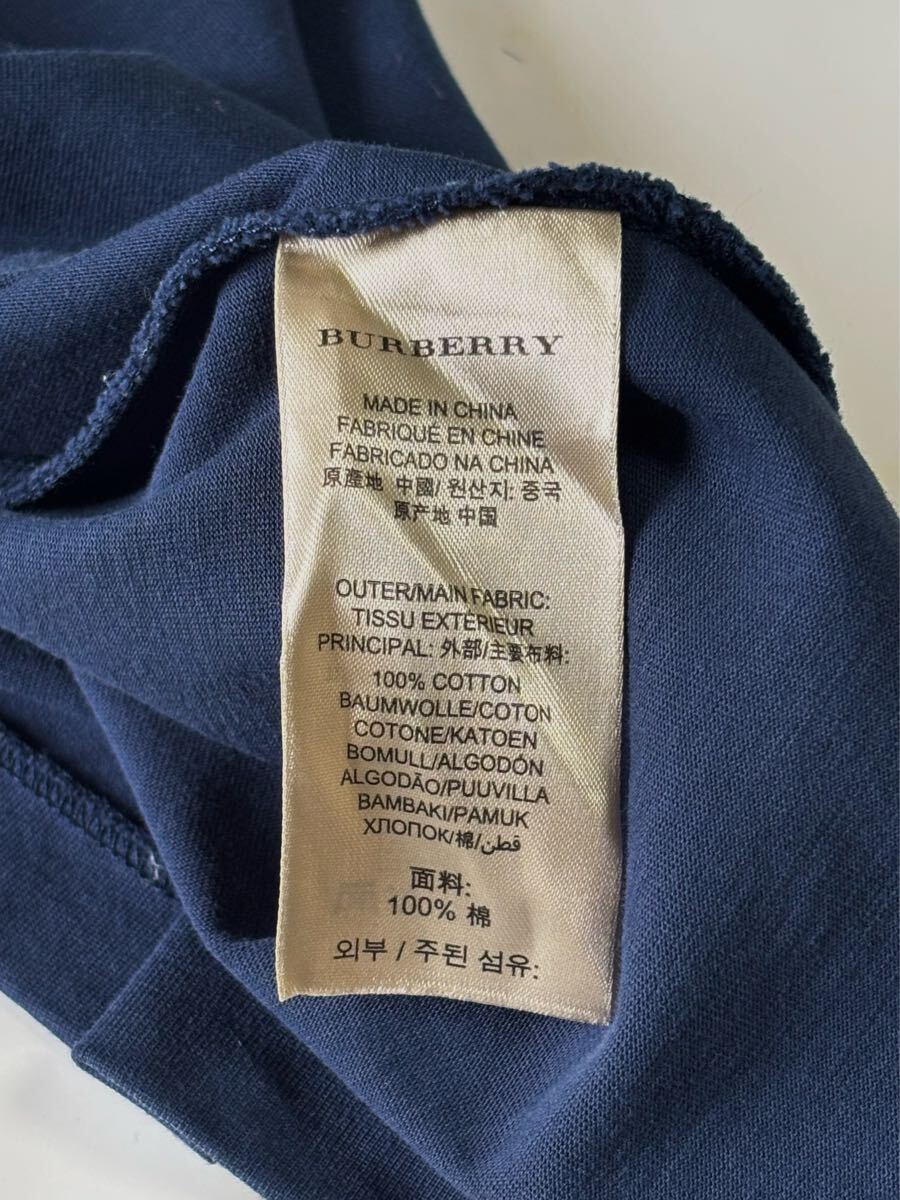 BURBERRY
MADE IN CHINA
FABRIQUÉ EN CHINE
FABRICADO NA CHINA
原產地 中國/ 원산지: 중국
原产地 中国
OUTER/MAIN FABRIC:
TISSU EXTÉRIEUR
PRINCIPAL: 外部/主要布料:
100% COTTON
BAUMWOLLE/COTON
COTONE/KATOEN
BOMULL/ALGODÓN
ALGODÃO/PUUVILLA
BAMBAKI/PAMUK
ХЛОПОК/棉/قطن
面料:
100% 棉
외부 / 주된 섬유: